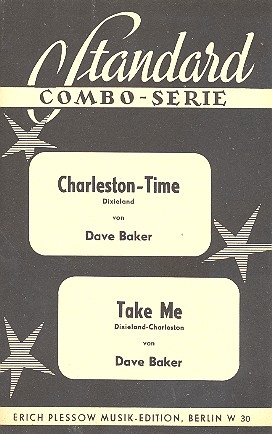 Standard
COMBO-SERIE
Charleston-Time
Dixieland
von
Dave Baker
Take Me
Dixieland-Charleston
von
Dave Baker
ERICH PLESSOW MUSIK-EDITION, BERLIN W 30